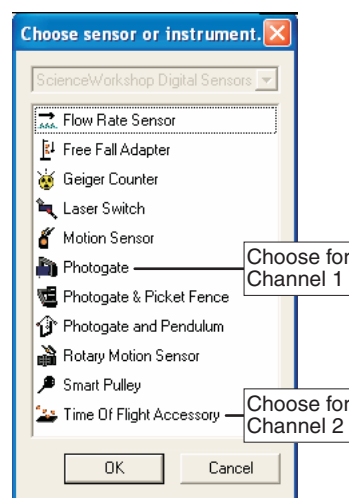 Choose sensor or instrument.
ScienceWorkshop Digital Sensors
Flow Rate Sensor
Free Fall Adapter
Geiger Counter
Laser Switch
Motion Sensor
Photogate
Choose for
Channel 1
Photogate & Picket Fence
Photogate and Pendulum
Rotary Motion Sensor
Smart Pulley
Time Of Flight Accessory
Choose for
Channel 2
OK
Cancel